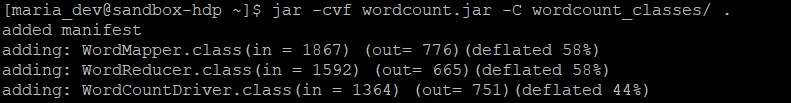 [maria_dev@sandbox-hdp ~]$ jar -cvf wordcount.jar -C wordcount_classes/ .
added manifest
adding: WordMapper.class(in = 1867) (out= 776)(deflated 58%)
adding: WordReducer.class(in = 1592) (out= 665)(deflated 58%)
adding: WordCountDriver.class(in = 1364) (out= 751)(deflated 44%)